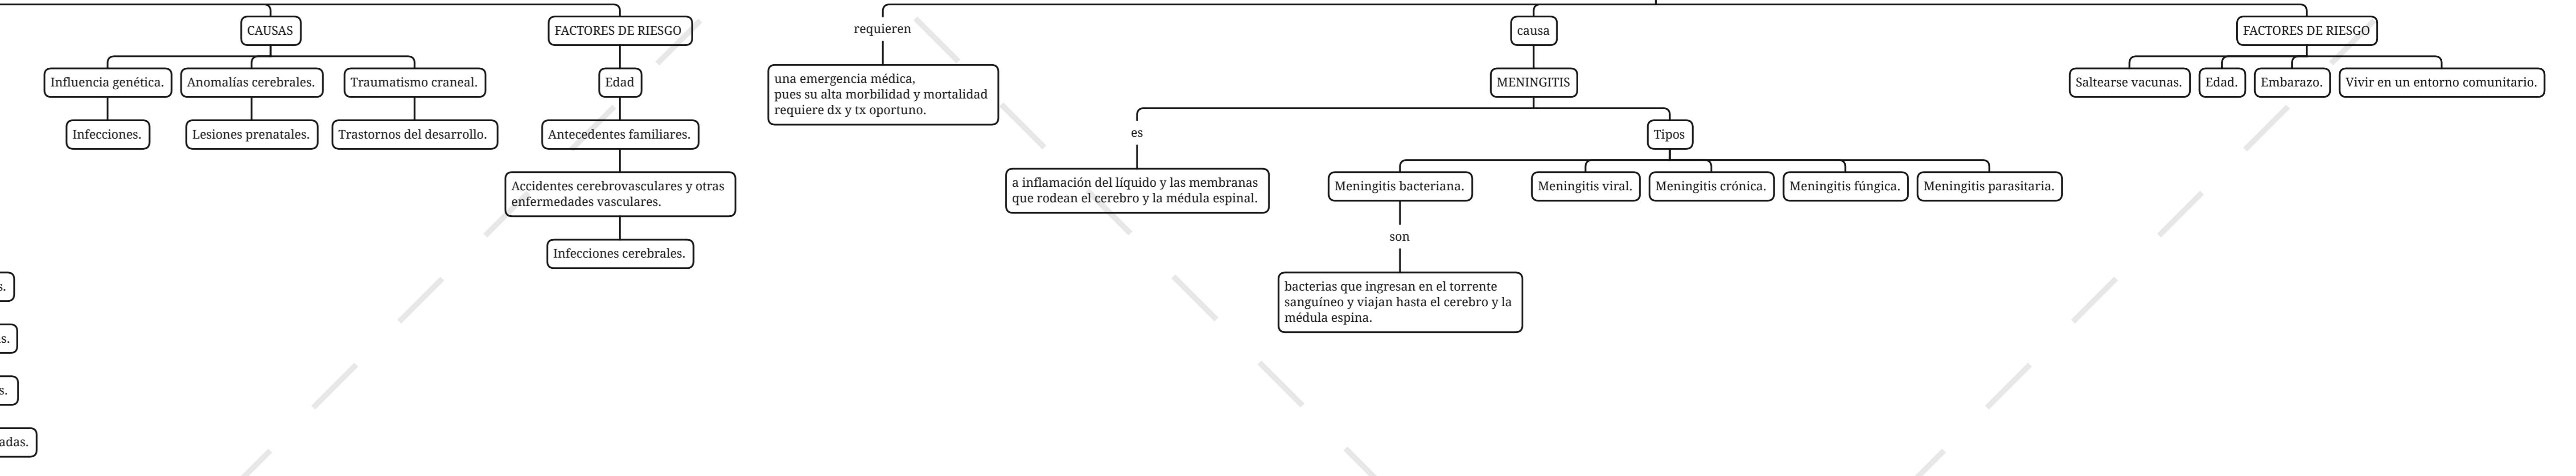 CAUSAS
Influencia genética.
Infecciones.
Anomalías cerebrales.
Lesiones prenatales.
Traumatismo craneal.
Trastornos del desarrollo.
FACTORES DE RIESGO
Edad
Antecedentes familiares.
Accidentes cerebrovasculares y otras
enfermedades vasculares.
Infecciones cerebrales.
s.
s.
s.
adas.
requieren
una emergencia médica,
pues su alta morbilidad y mortalidad
requiere dx y tx oportuno.
causa
MENINGITIS
es
a inflamación del líquido y las membranas
que rodean el cerebro y la médula espinal.
Tipos
Meningitis bacteriana.
son
bacterias que ingresan en el torrente
sanguíneo y viajan hasta el cerebro y la
médula espina.
Meningitis viral.
Meningitis crónica.
Meningitis fúngica.
Meningitis parasitaria.
FACTORES DE RIESGO
Saltearse vacunas.
Edad.
Embarazo.
Vivir en un entorno comunitario.